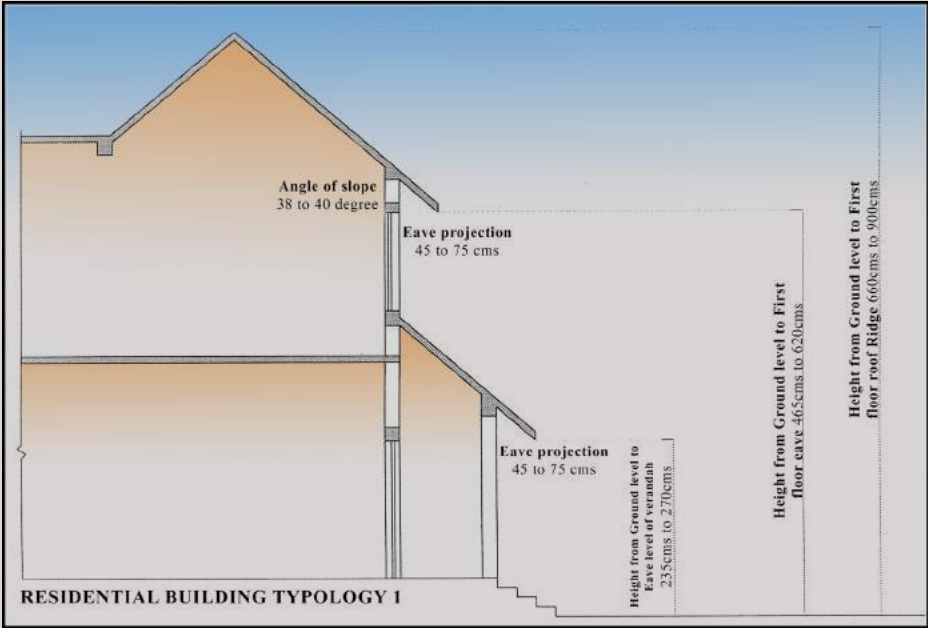 Angle of slope
38 to 40 degree
Eave projection
45 to 75 cms
Eave projection
45 to 75 cms
Height from Ground level to
Eave level of verandah
235cms to 270cms
Height from Ground level to First
floor eave 465cms to 620cms
Height from Ground level to First
floor roof Ridge 660cms to 900cms
RESIDENTIAL BUILDING TYPOLOGY 1